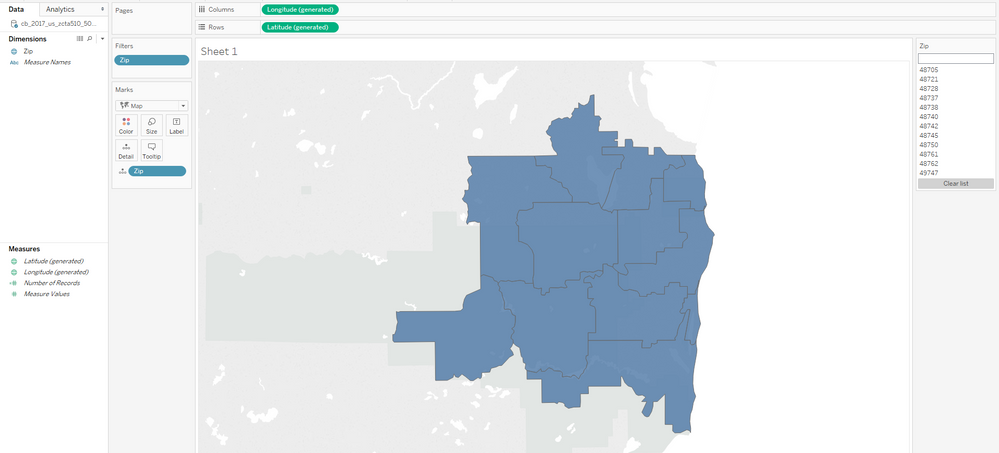 Data
Analytics
cb_2017_us_zcta510_50...
Dimensions
Zip
Abc Measure Names
Measures
Latitude (generated)
Longitude (generated)
Number of Records
Measure Values
Pages
Filters
Zip
Marks
Map
Color
Size
Label
Detail
Tooltip
Zip
Columns
Longitude (generated)
Rows
Latitude (generated)
Sheet 1
Zip
48705
48721
48728
48737
48738
48740
48742
48745
48750
48761
48762
49747
Clear list